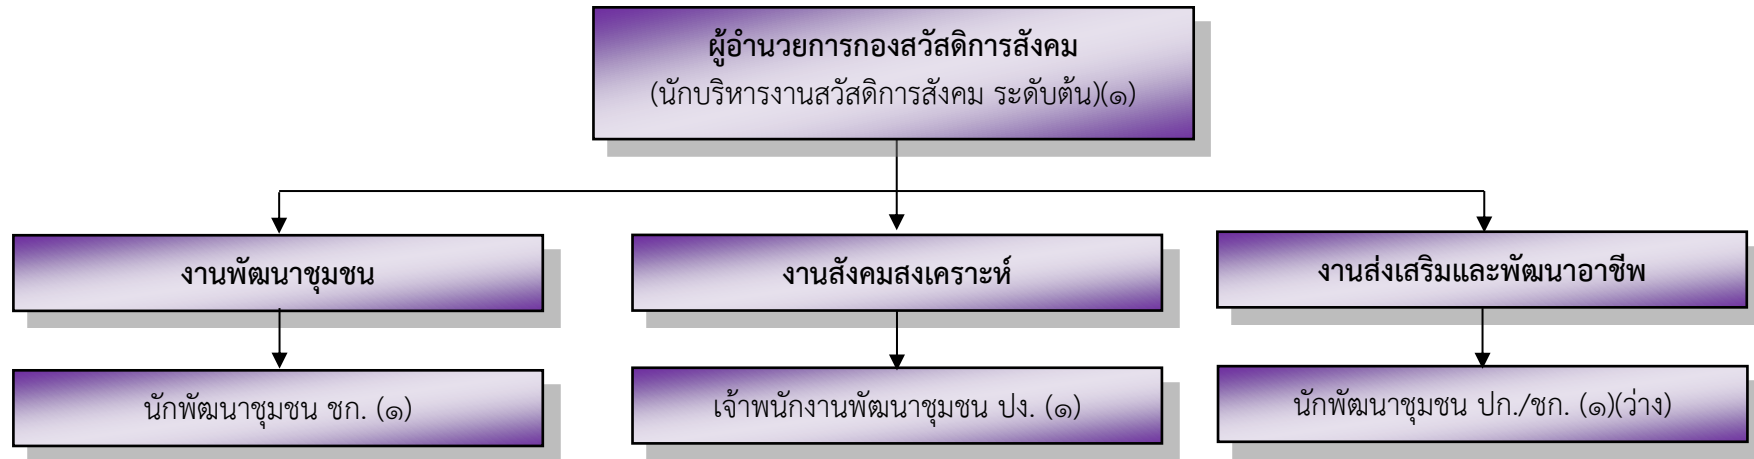 ผู้อำนวยการกองสวัสดิการสังคม
(นักบริหารงานสวัสดิการสังคม ระดับต้น)(๑)
งานพัฒนาชุมชน
งานสังคมสงเคราะห์
งานส่งเสริมและพัฒนาอาชีพ
นักพัฒนาชุมชน ชก. (๑)
เจ้าพนักงานพัฒนาชุมชน ปง. (๑)
นักพัฒนาชุมชน ปก./ชก. (๑)(ว่าง)